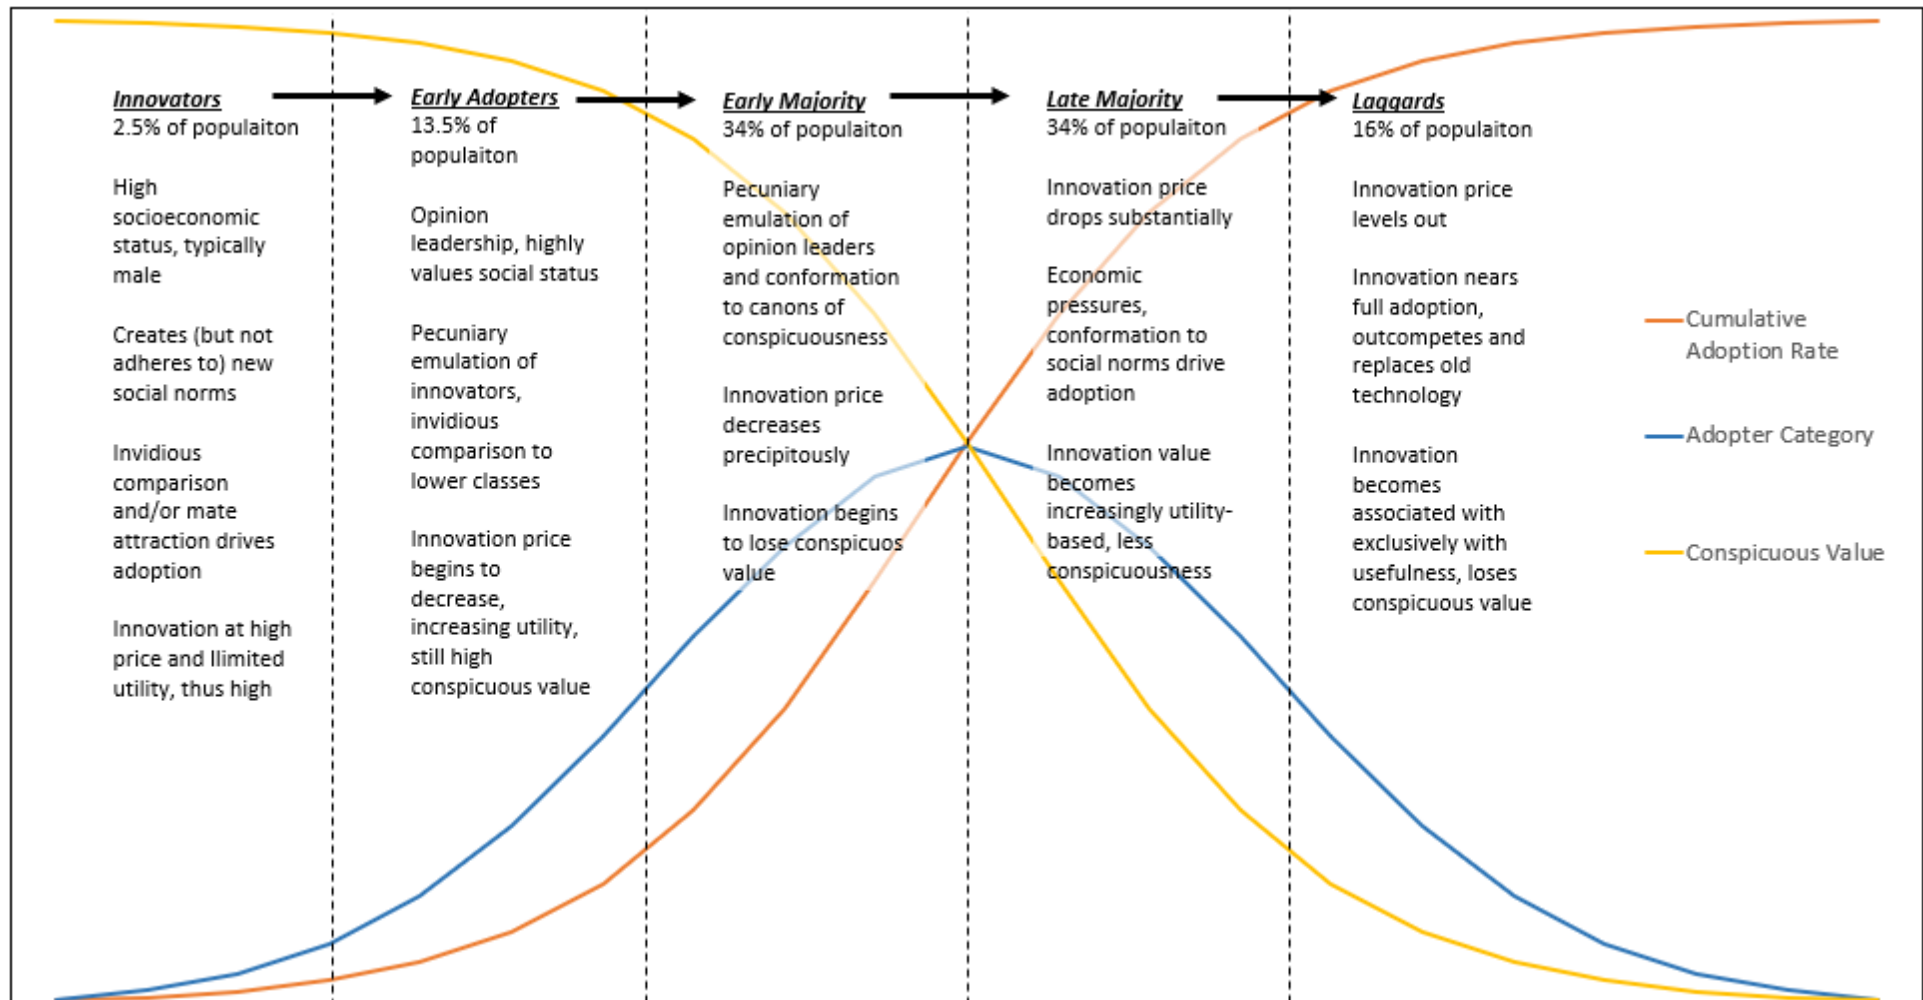 Innovators
2.5% of populaiton
High
socioeconomic
status, typically
male
Creates (but not
adheres to) new
social norms
Invidious
comparison
and/or mate
attraction drives
adoption
Innovation at high
price and Llimited
utility, thus high
Early Adopters
13.5% of
populaiton
Opinion
leadership, highly
values social status
Pecuniary
emulation of
innovators,
invidious
comparison to
lower classes
Innovation price
begins to
decrease,
increasing utility,
still high
conspicuous value
Early Majority
34% of populaiton
Pecuniary
emulation of
opinion leaders
and conformation
to canons of
conspicuousness
Innovation price
decreases
precipitously
Innovation begins
to lose conspicuos
value
Late Majority
34% of populaiton
Innovation price
drops substantially
Economic
pressures,
conformation to
social norms drive
adoption
Innovation value
becomes
increasingly utility-
based, less
conspicuousness
Laggards
16% of populaiton
Innovation price
levels out
Innovation nears
full adoption,
outcompetes and
replaces old
technology
Innovation
becomes
associated with
exclusively with
usefulness, loses
conspicuous value
Cumulative
Adoption Rate
Adopter Category
Conspicuous Value